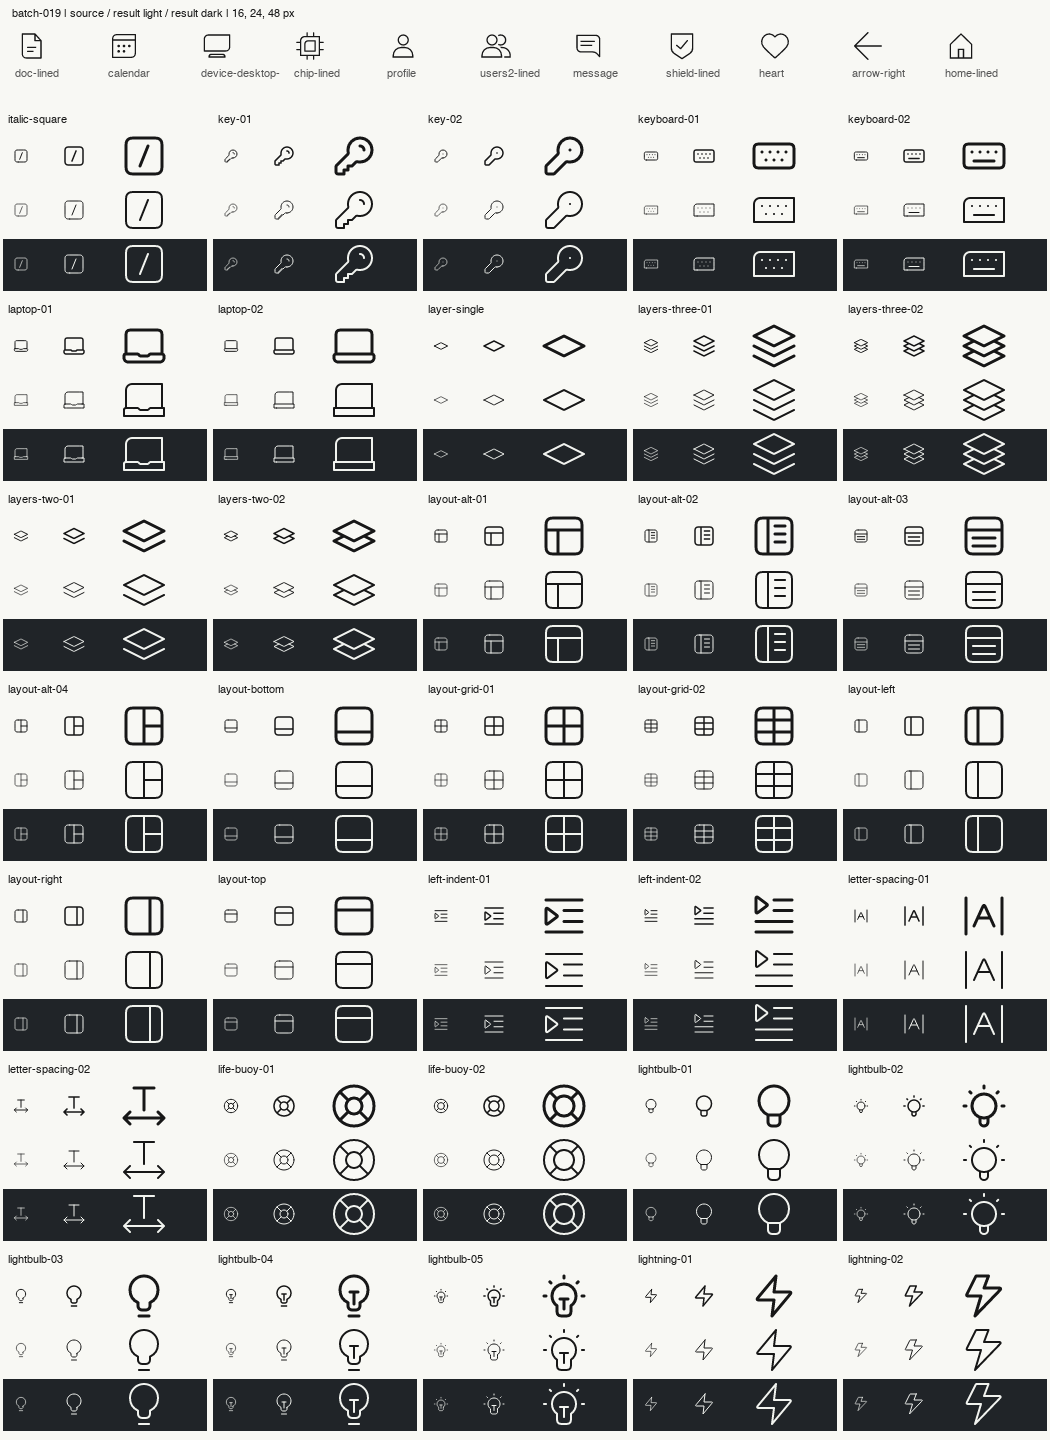 batch-019 | source / result light / result dark | 16, 24, 48 px
doc-lined calendar device-desktop- chip-lined profile users2-lined message shield-lined heart arrow-right home-lined
italic-square key-01 key-02 keyboard-01 keyboard-02
laptop-01 laptop-02 layer-single layers-three-01 layers-three-02
layers-two-01 layers-two-02 layout-alt-01 layout-alt-02 layout-alt-03
layout-alt-04 layout-bottom layout-grid-01 layout-grid-02 layout-left
layout-right layout-top left-indent-01 left-indent-02 letter-spacing-01
letter-spacing-02 life-buoy-01 life-buoy-02 lightbulb-01 lightbulb-02
lightbulb-03 lightbulb-04 lightbulb-05 lightning-01 lightning-02